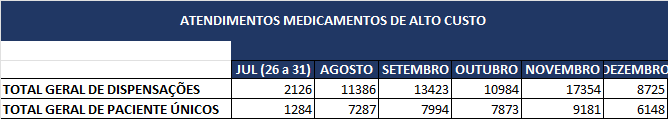 ATENDIMENTOS MEDICAMENTOS DE ALTO CUSTO
JUL (26 a 31) AGOSTO SETEMBRO OUTUBRO NOVEMBRO DEZEMBRO
TOTAL GERAL DE DISPENSAÇÕES 2126 11386 13423 10984 17354 8725
TOTAL GERAL DE PACIENTE ÚNICOS 1284 7287 7994 7873 9181 6148